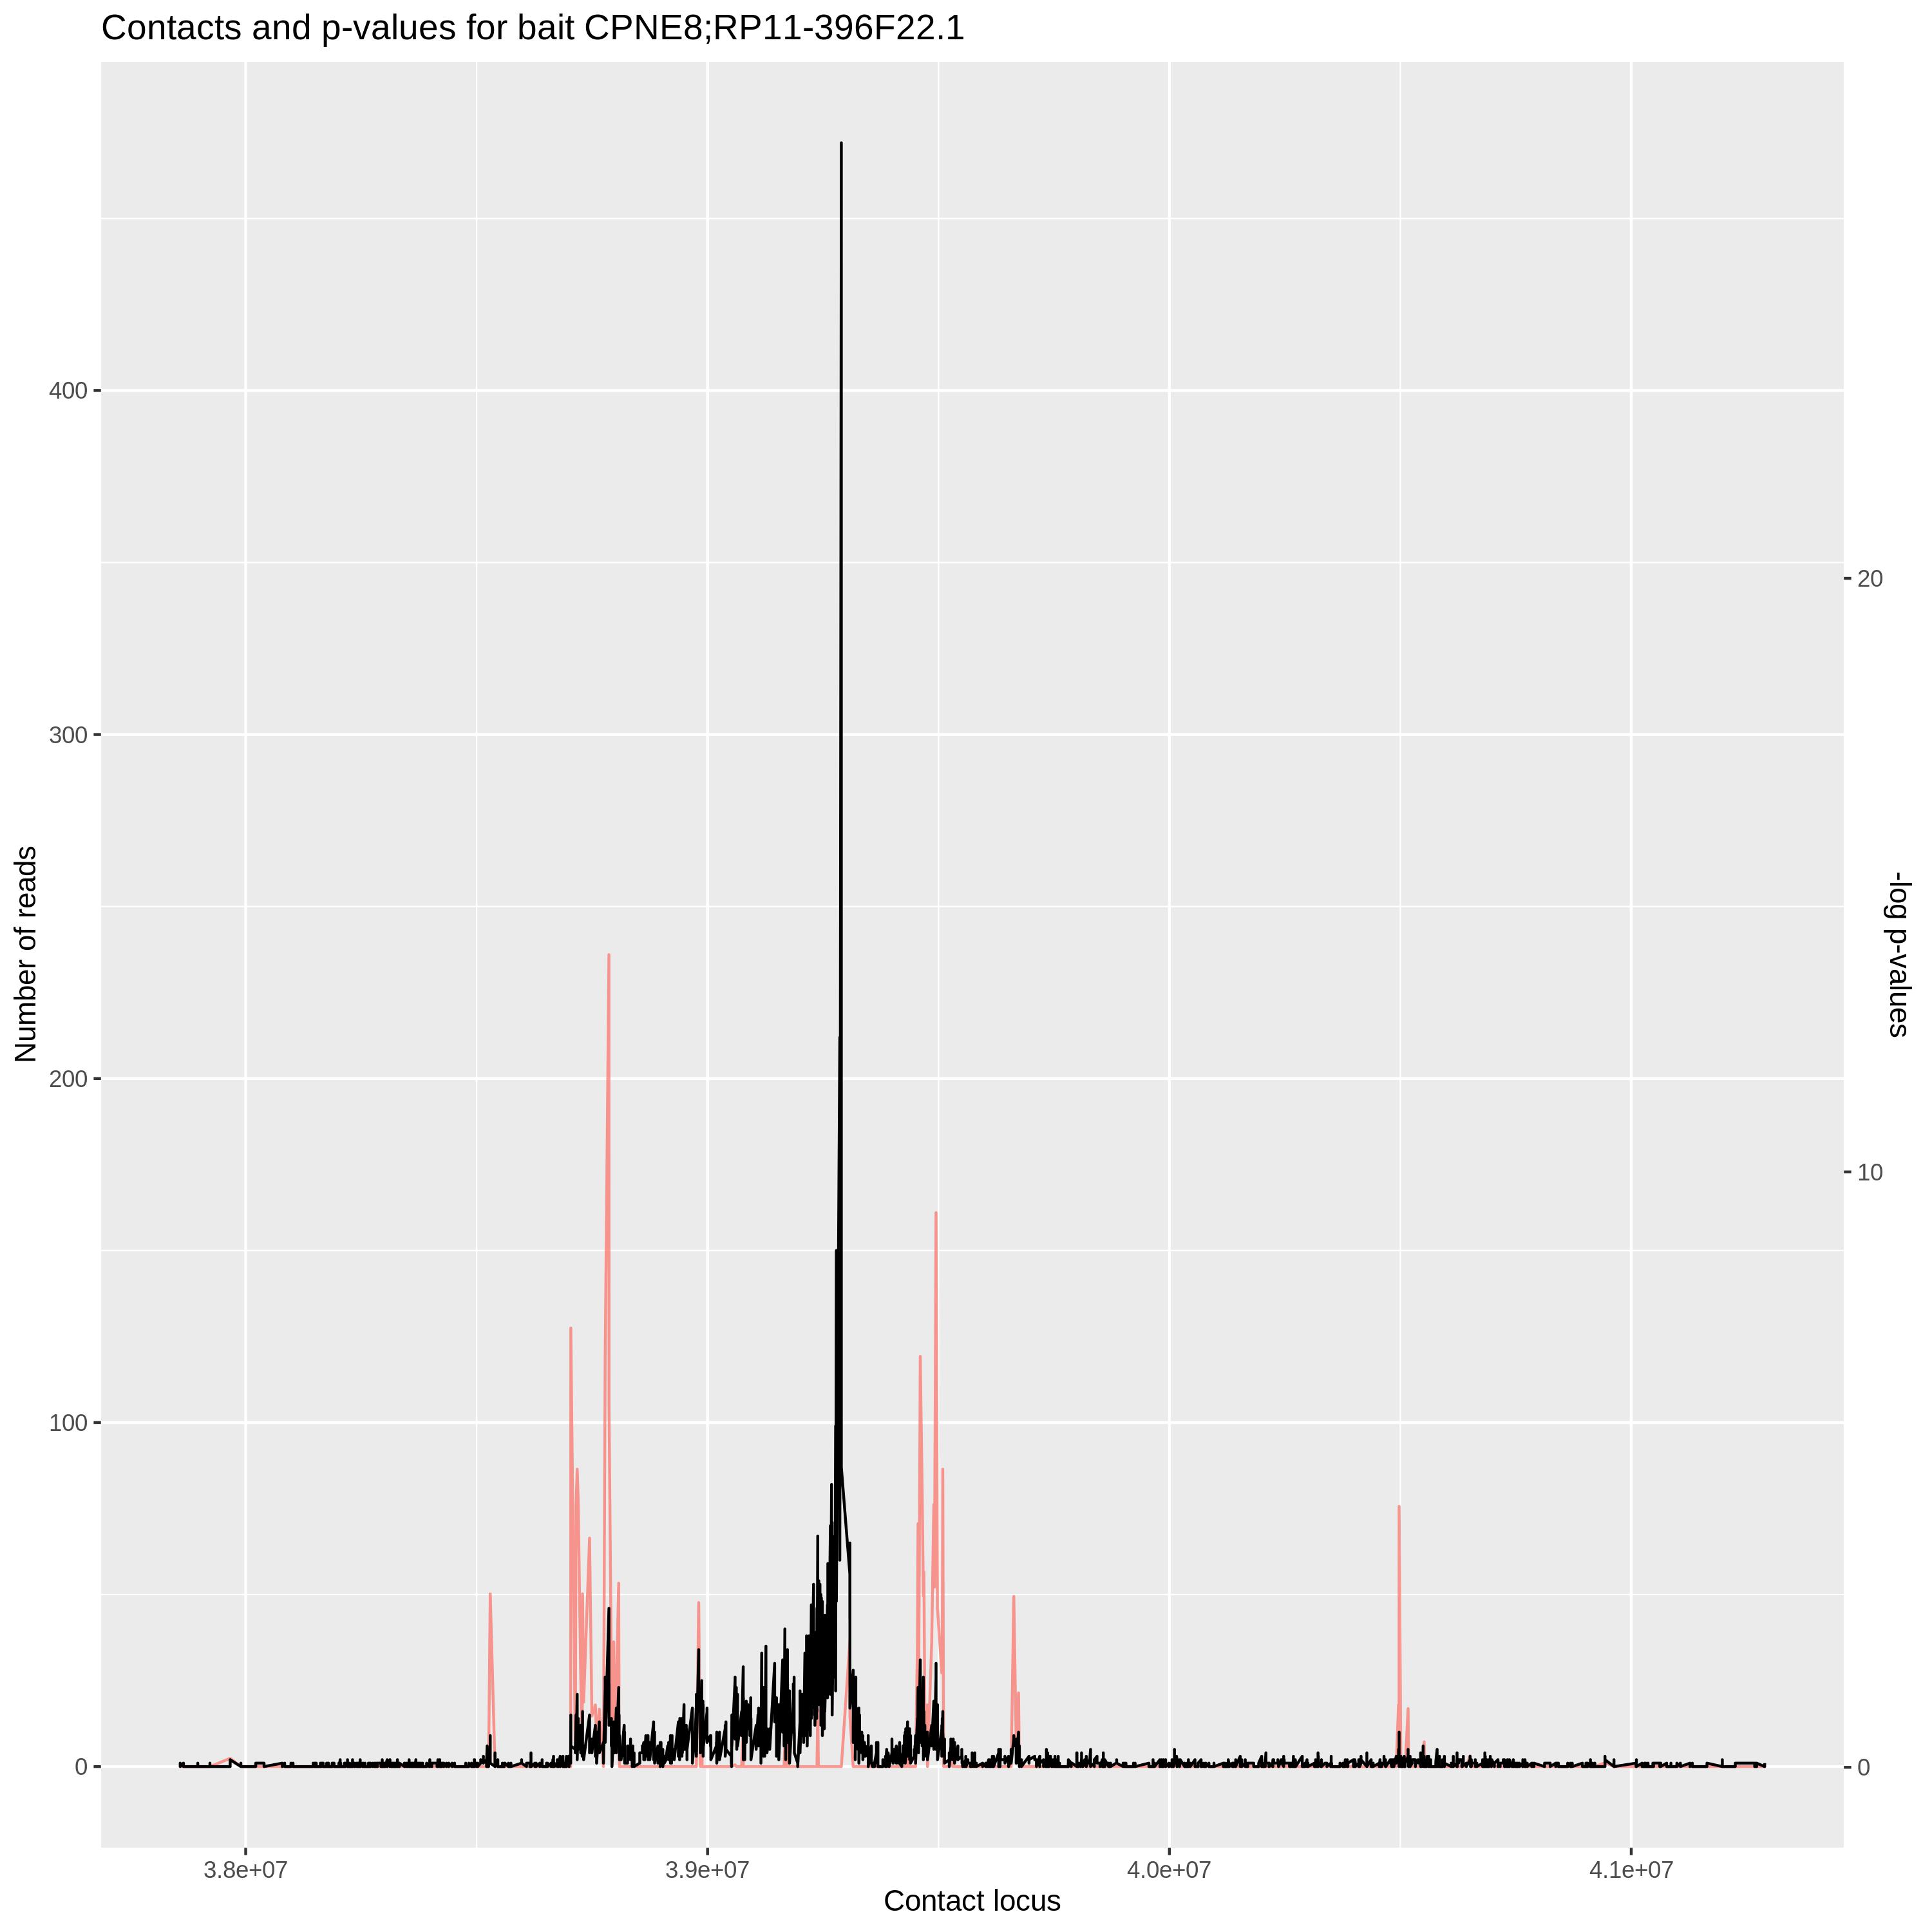 Contacts and p-values for bait CPNE8;RP11-396F22.1
400
300
200
100
0
Number of reads
20
10
0
-log p-values
3.8e+07
3.9e+07
4.0e+07
4.1e+07
Contact locus